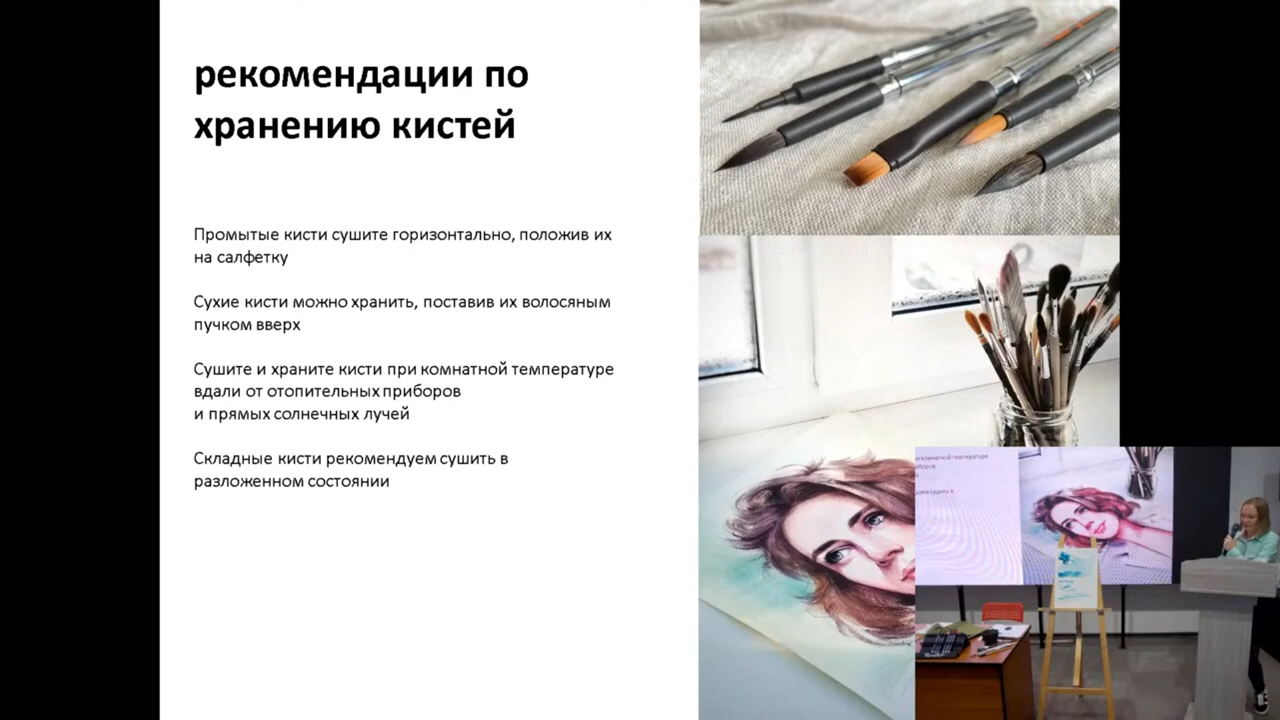 рекомендации по
хранению кистей
Промытые кисти сушите горизонтально, положив их
на салфетку
Сухие кисти можно хранить, поставив их волосяным
пучком вверх
Сушите и храните кисти при комнатной температуре
вдали от отопительных приборов
и прямых солнечных лучей
Складные кисти рекомендуем сушить в
разложенном состоянии
комнатной температуре